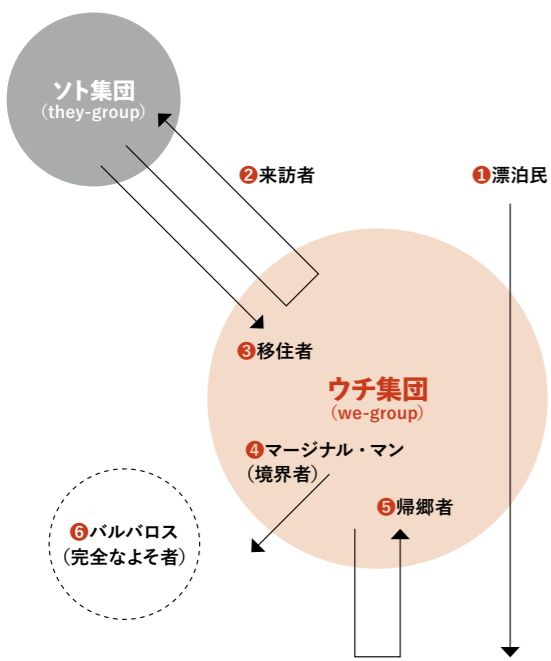 ソト集団
(they-group)
❷来訪者
❶漂泊民
❸移住者
ウチ集団
(we-group)
❹マージナル・マン
(境界者)
❺帰郷者
❻バルバロス
(完全なよそ者)